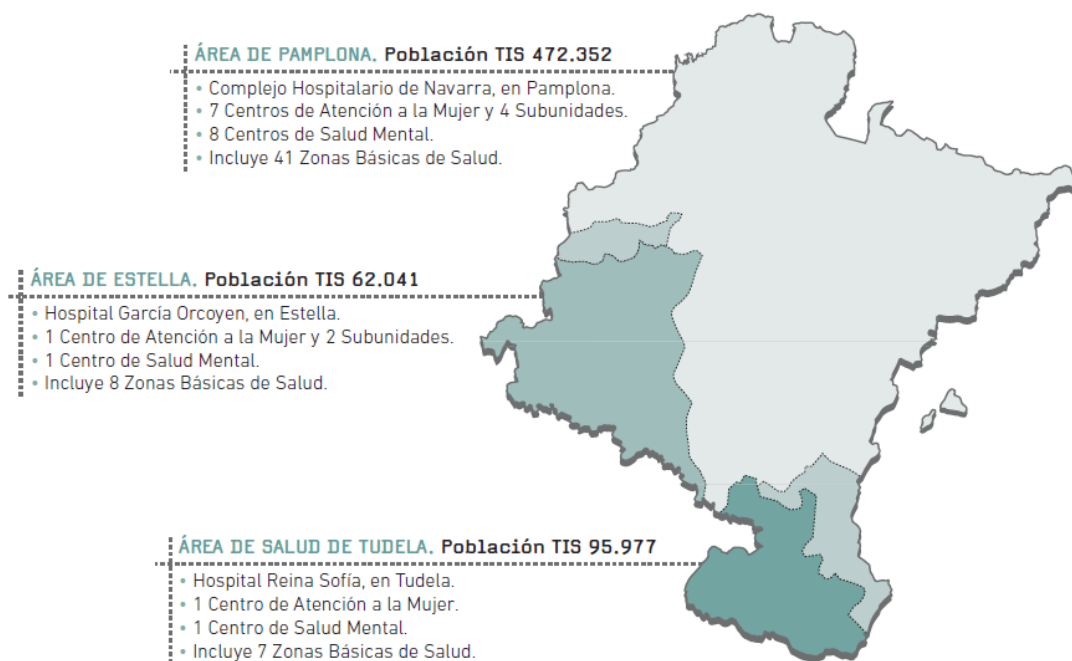 ÁREA DE PAMPLONA. Población TIS 472.352
• Complejo Hospitalario de Navarra, en Pamplona.
• 7 Centros de Atención a la Mujer y 4 Subunidades.
• 8 Centros de Salud Mental.
• Incluye 41 Zonas Básicas de Salud.
ÁREA DE ESTELLA. Población TIS 62.041
• Hospital García Orcoyen, en Estella.
• 1 Centro de Atención a la Mujer y 2 Subunidades.
• 1 Centro de Salud Mental.
• Incluye 8 Zonas Básicas de Salud.
ÁREA DE SALUD DE TUDELA. Población TIS 95.977
• Hospital Reina Sofía, en Tudela.
• 1 Centro de Atención a la Mujer.
• 1 Centro de Salud Mental.
• Incluye 7 Zonas Básicas de Salud.